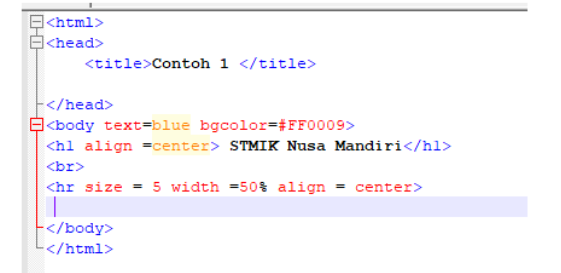 <html>
<head>
<title>Contoh 1 </title>
</head>
<body text=blue bgcolor=#FF0009>
<h1 align =center> STMIK Nusa Mandiri</h1>
<br>
<hr size = 5 width =50% align = center>
</body>
</html>